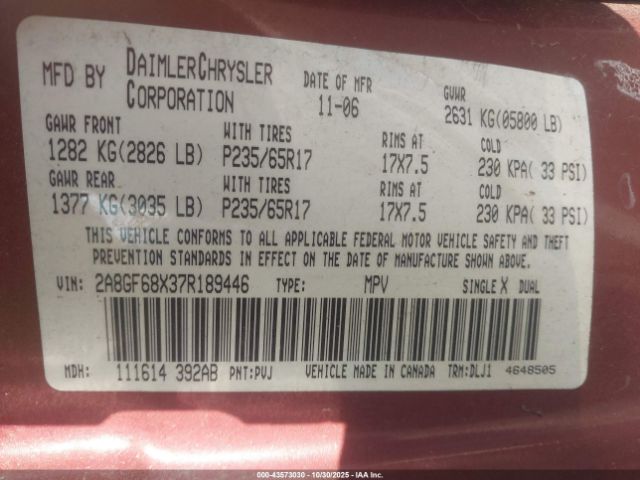 MFD BY DAIMLERCHRYSLER CORPORATION
DATE OF MFR 11-06
GVWR 2631 KG(05800 LB)
GAWR FRONT WITH TIRES RIMS AT COLD
1282 KG(2826 LB) P235/65R17 17X7.5 230 KPA( 33 PSI)
GAWR REAR WITH TIRES RIMS AT COLD
1377 KG(3035 LB) P235/65R17 17X7.5 230 KPA( 33 PSI)
THIS VEHICLE CONFORMS TO ALL APPLICABLE FEDERAL MOTOR VEHICLE SAFETY AND THEFT
PREVENTION STANDARDS IN EFFECT ON THE DATE OF MANUFACTURE SHOWN ABOVE.
VIN: 2A8GF68X37R189446 TYPE: MPV SINGLE X DUAL
MDH: 111614 392AB PNT:PVJ VEHICLE MADE IN CANADA TRM:DLJ1 4648505
000-43573030 - 10/30/2025 - IAA, Inc.